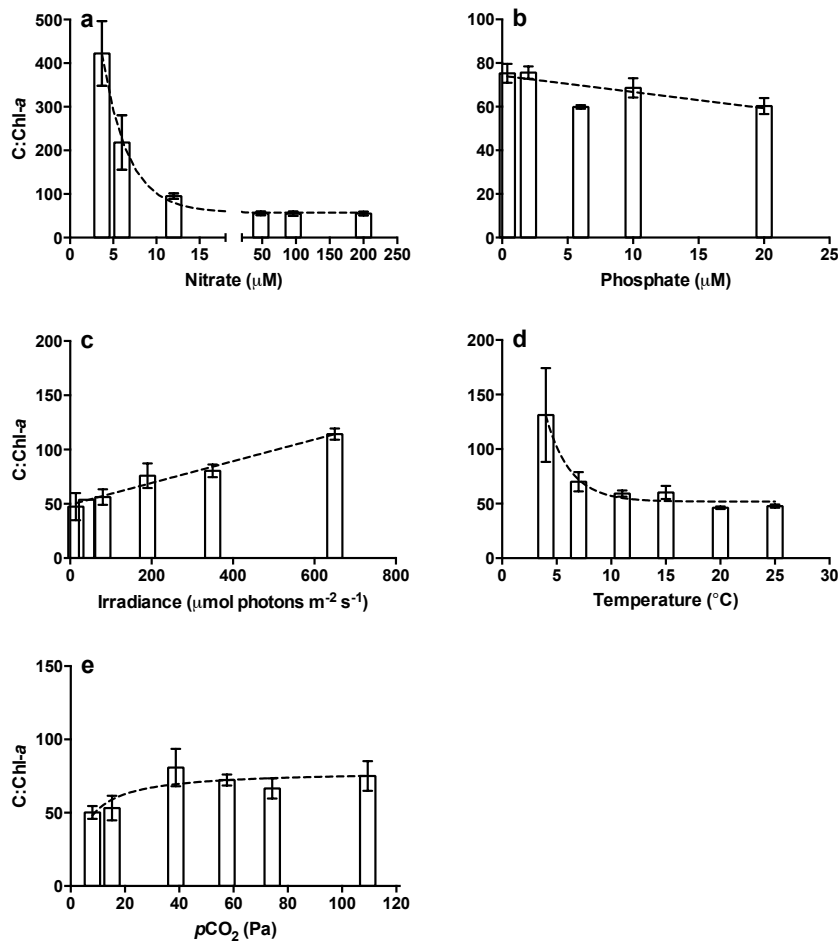 a
500
400
300
200
100
0
C:Chl-a
0 5 10 15 50 100 150 200 250
Nitrate (μM)
b
100
80
60
40
20
0
0 5 10 15 20 25
Phosphate (μM)
c
200
150
100
50
0
C:Chl-a
0 200 400 600 800
Irradiance (μmol photons m⁻² s⁻¹)
d
200
150
100
50
0
0 5 10 15 20 25 30
Temperature (°C)
e
150
100
50
0
C:Chl-a
0 20 40 60 80 100 120
pCO₂ (Pa)